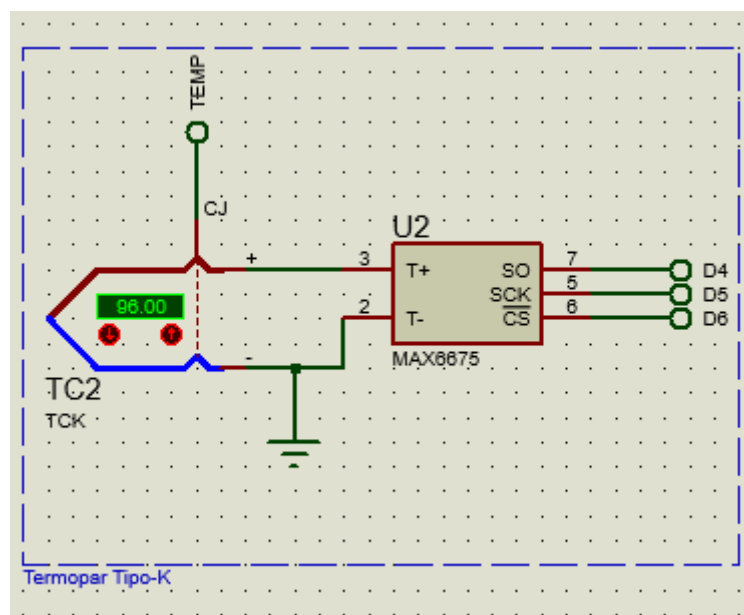 TEMP
CJ
U2
+
3
T+
SO
7
D4
SCK
5
D5
96.00
2
T-
CS
6
D6
-
MAX6675
TC2
TCK
Termopar Tipo-K